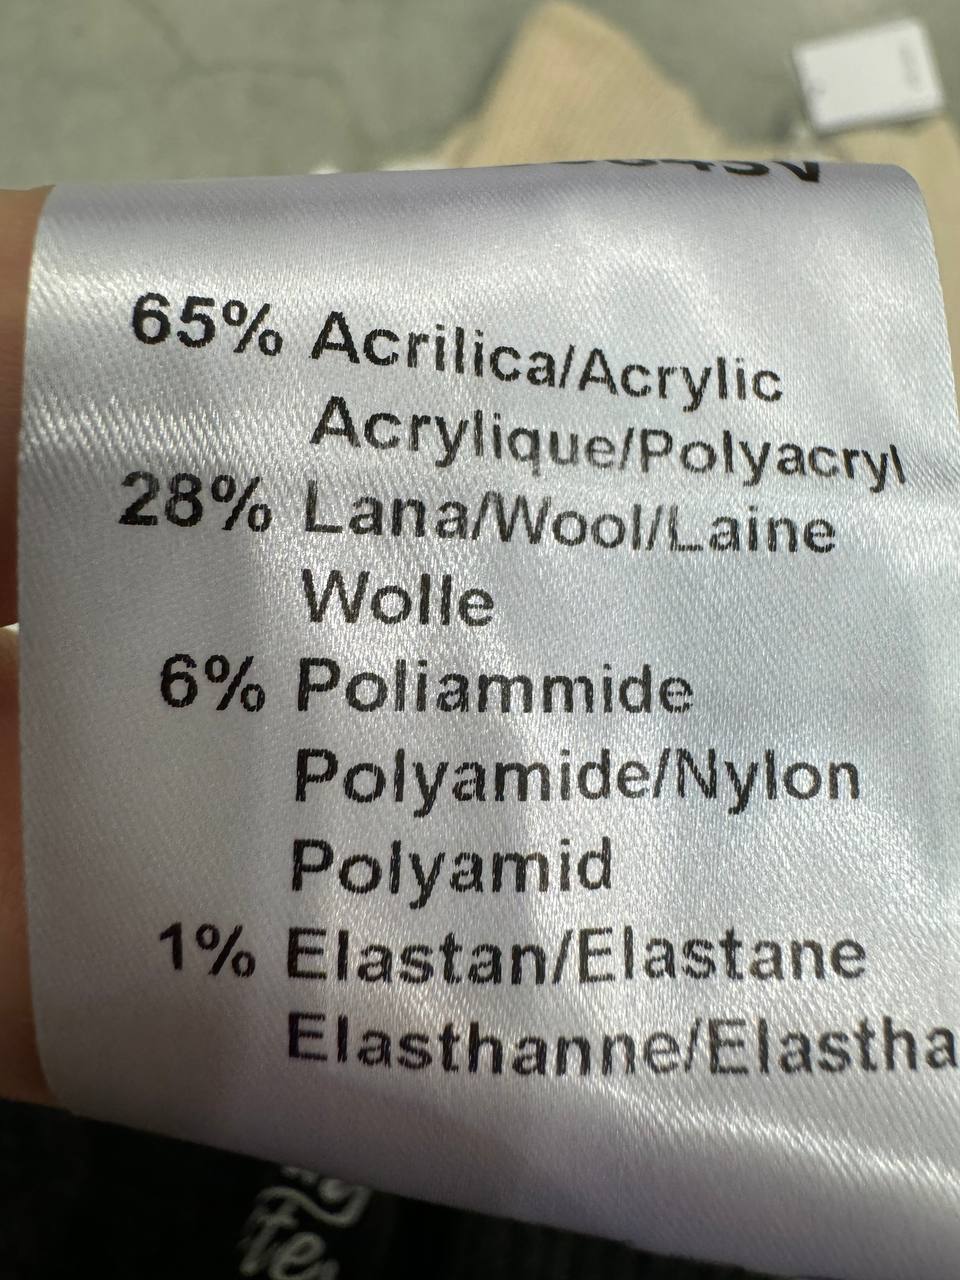 65% Acrilica/Acrylic
Acrylique/Polyacryl
28% Lana/Wool/Laine
Wolle
6% Poliammide
Polyamide/Nylon
Polyamid
1% Elastan/Elastane
Elasthanne/Elastha